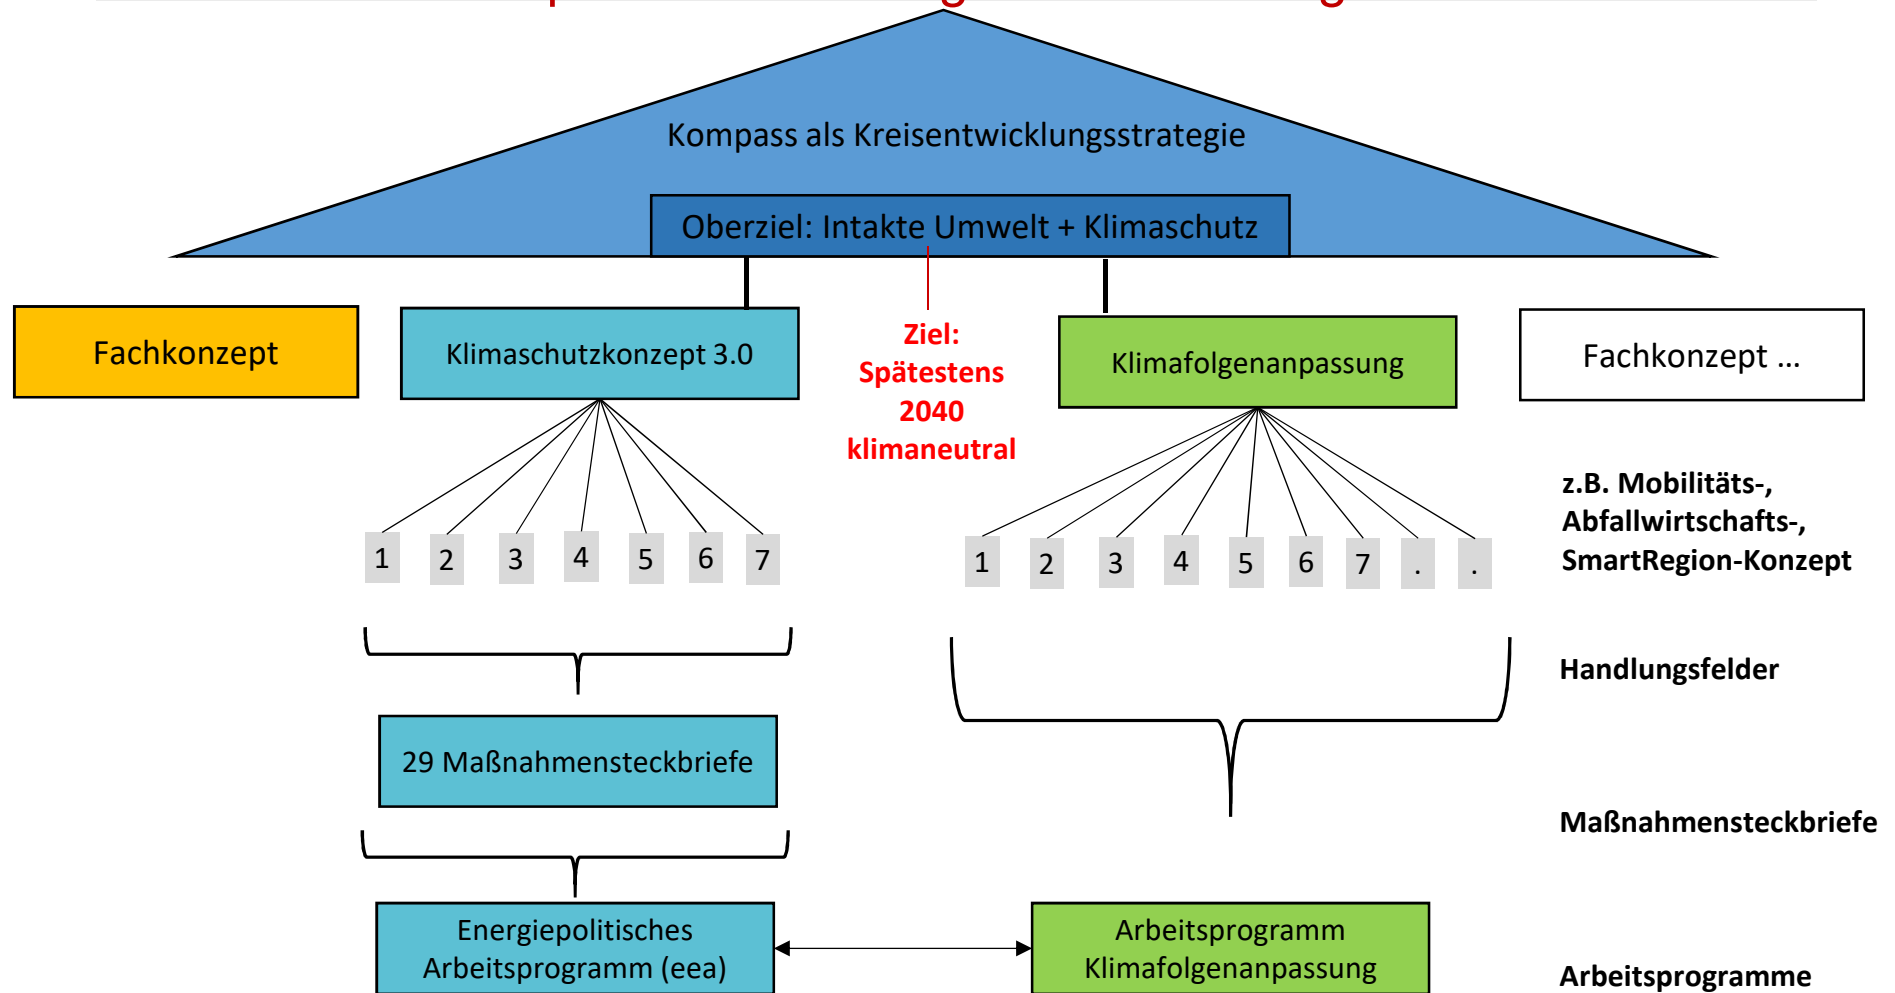 Kompass als Kreisentwicklungsstrategie
Oberziel: Intakte Umwelt + Klimaschutz
Fachkonzept
Klimaschutzkonzept 3.0
Ziel:
Spätestens
2040
klimaneutral
Klimafolgenanpassung
Fachkonzept ...
z.B. Mobilitäts-,
Abfallwirtschafts-,
SmartRegion-Konzept
1 2 3 4 5 6 7
1 2 3 4 5 6 7 . .
Handlungsfelder
29 Maßnahmensteckbriefe
Maßnahmensteckbriefe
Energiepolitisches
Arbeitsprogramm (eea)
Arbeitsprogramm
Klimafolgenanpassung
Arbeitsprogramme